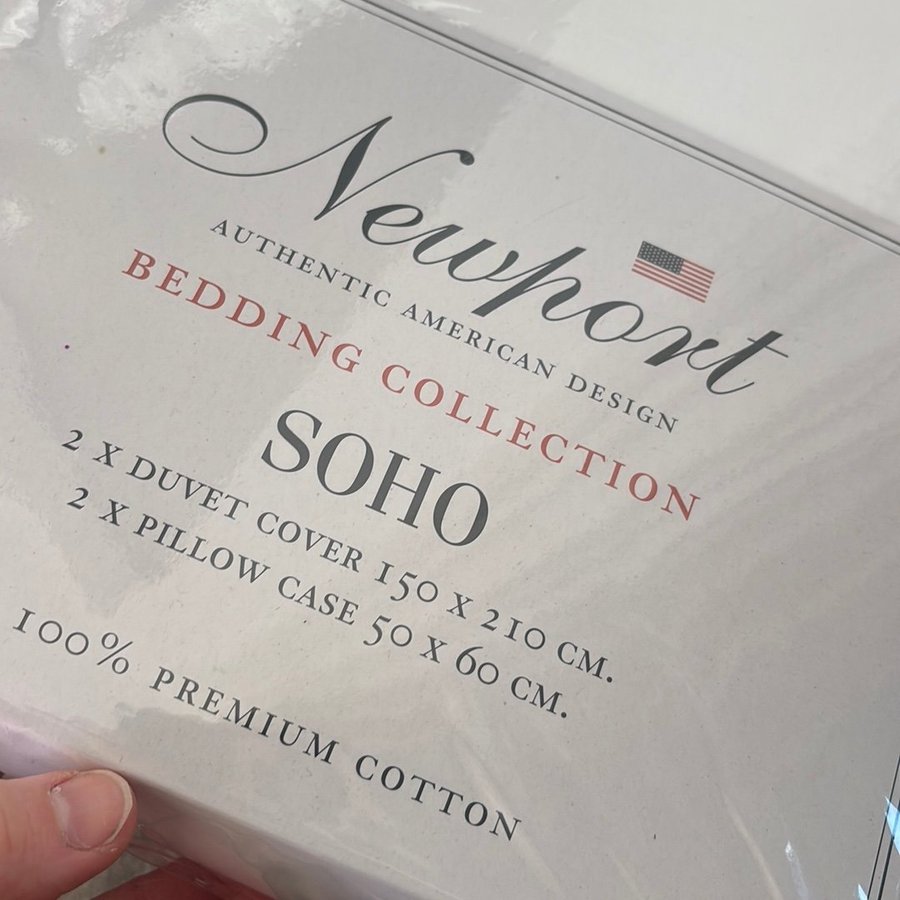 Newport
AUTHENTIC AMERICAN DESIGN
BEDDING COLLECTION
SOHO
2 X DUVET COVER 150 X 210 CM.
2 X PILLOW CASE 50 X 60 CM.
100% PREMIUM COTTON